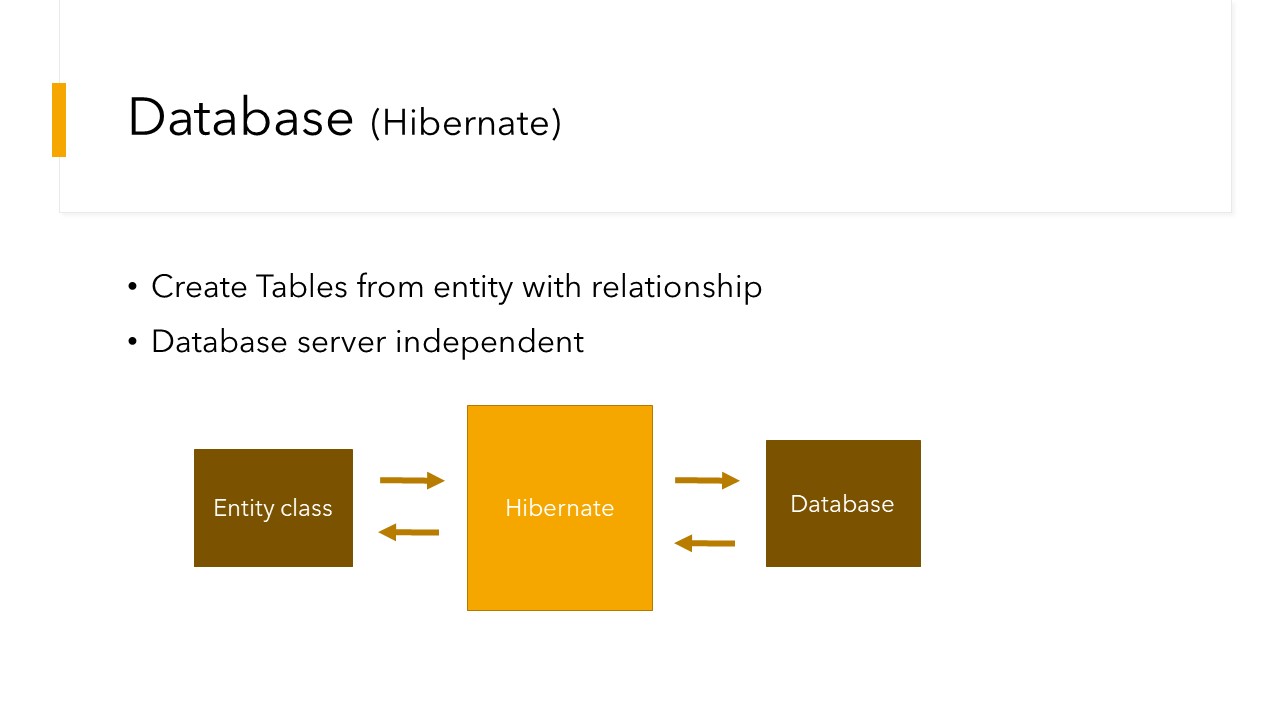 Database (Hibernate)
• Create Tables from entity with relationship
• Database server independent
Entity class
Hibernate
Database